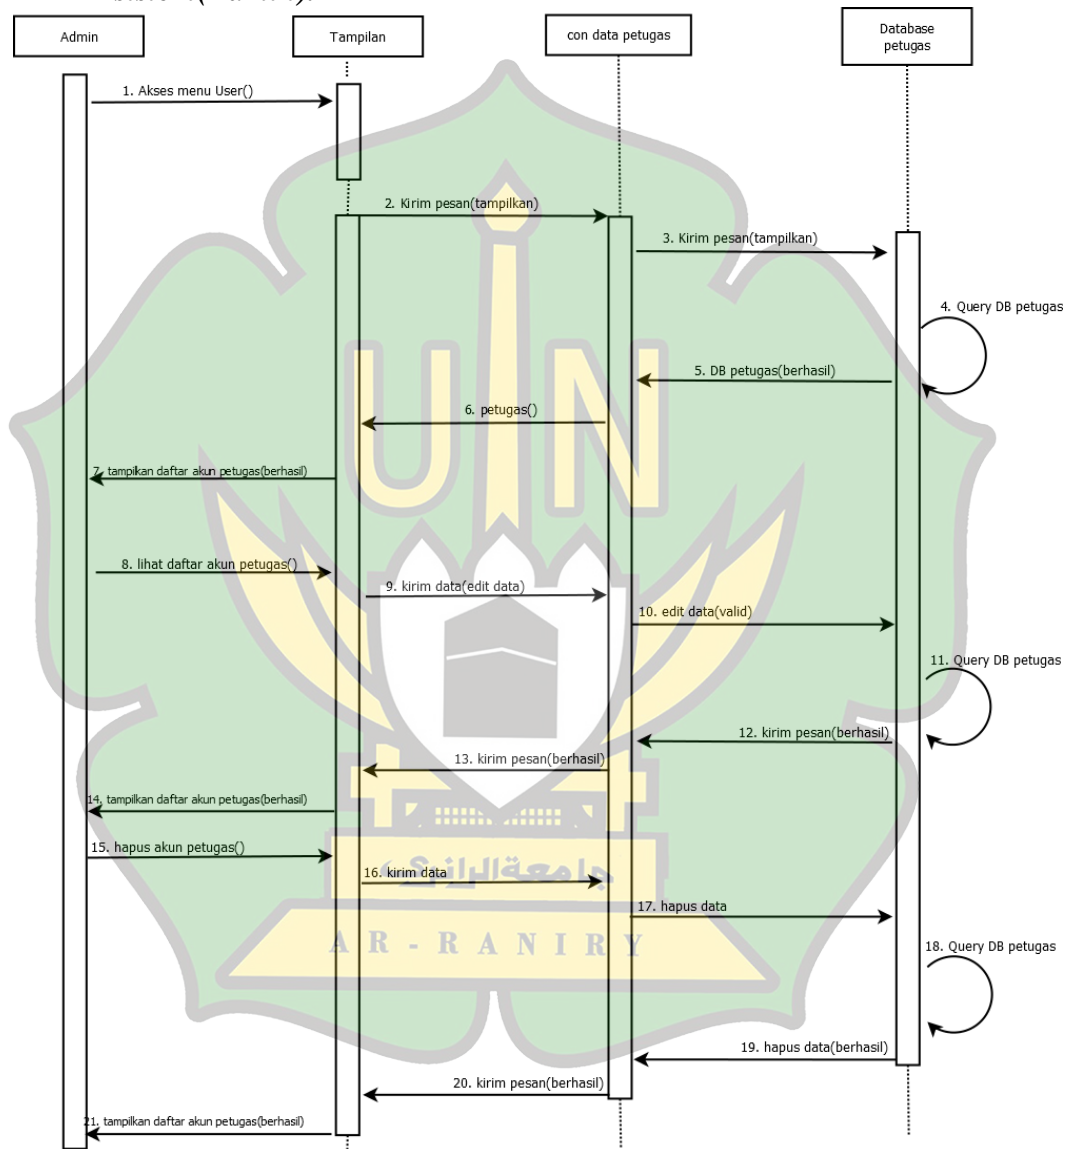 Admin
Tampilan
con data petugas
Database
petugas
1. Akses menu User()
2. Kirim pesan(tampilkan)
3. Kirim pesan(tampilkan)
4. Query DB petugas
5. DB petugas(berhasil)
6. petugas()
7. tampilkan daftar akun petugas(berhasil)
8. lihat daftar akun petugas()
9. kirim data(edit data)
10. edit data(valid)
11. Query DB petugas
12. kirim pesan(berhasil)
13. kirim pesan(berhasil)
14. tampilkan daftar akun petugas(berhasil)
15. hapus akun petugas()
16. kirim data
17. hapus data
18. Query DB petugas
19. hapus data(berhasil)
20. kirim pesan(berhasil)
21. tampilkan daftar akun petugas(berhasil)
UIN
جامعة الرانري
AR-RANIRY